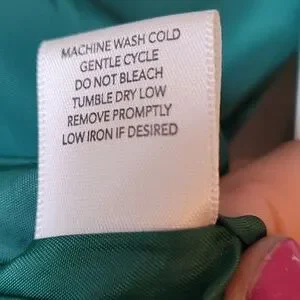 MACHINE WASH COLD
GENTLE CYCLE
DO NOT BLEACH
TUMBLE DRY LOW
REMOVE PROMPTLY
LOW IRON IF DESIRED